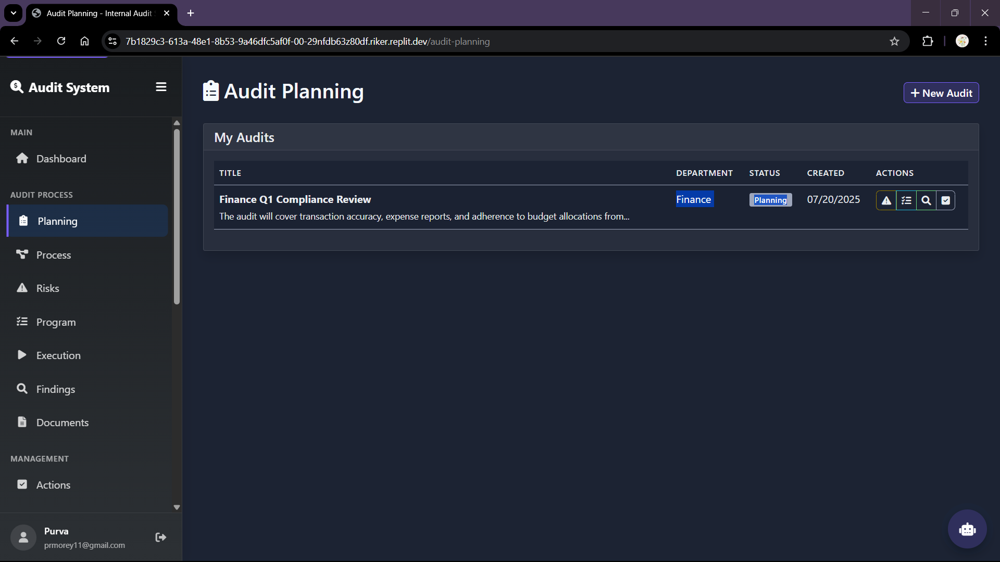 Audit Planning - Internal Audit
7b1829c3-613a-48e1-8b53-9a46dfc5af0f-00-29nfdb63z80df.riker.replit.dev/audit-planning
Audit System
MAIN
Dashboard
AUDIT PROCESS
Planning
Process
Risks
Program
Execution
Findings
Documents
MANAGEMENT
Actions
Purva
prmorey11@gmail.com
Audit Planning
+ New Audit
My Audits
TITLE DEPARTMENT STATUS CREATED ACTIONS
Finance Q1 Compliance Review Finance Planning 07/20/2025
The audit will cover transaction accuracy, expense reports, and adherence to budget allocations from...